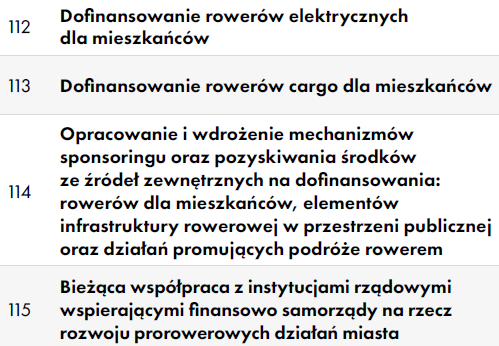 112 Dofinansowanie rowerów elektrycznych
dla mieszkańców
113 Dofinansowanie rowerów cargo dla mieszkańców
Opracowanie i wdrożenie mechanizmów
sponsoringu oraz pozyskiwania środków
ze źródeł zewnętrznych na dofinansowania:
114 rowerów dla mieszkańców, elementów
infrastruktury rowerowej w przestrzeni publicznej
oraz działań promujących podróże rowerem
Bieżąca współpraca z instytucjami rządowymi
115 wspierającymi finansowo samorządy na rzecz
rozwoju prorowerowych działań miasta